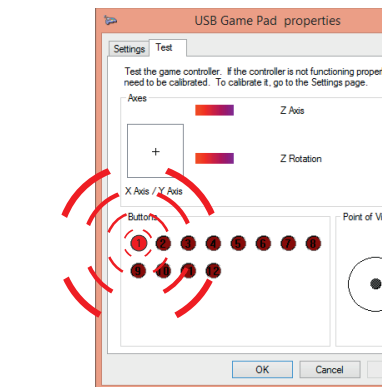 USB Game Pad properties
Settings Test
Test the game controller. If the controller is not functioning proper
need to be calibrated. To calibrate it, go to the Settings page.
Axes
Z Axis
Z Rotation
X Axis / Y Axis
Buttons
Point of Vi
1 2 3 4 5 6 7 8
9 10 11 12
OK Cancel